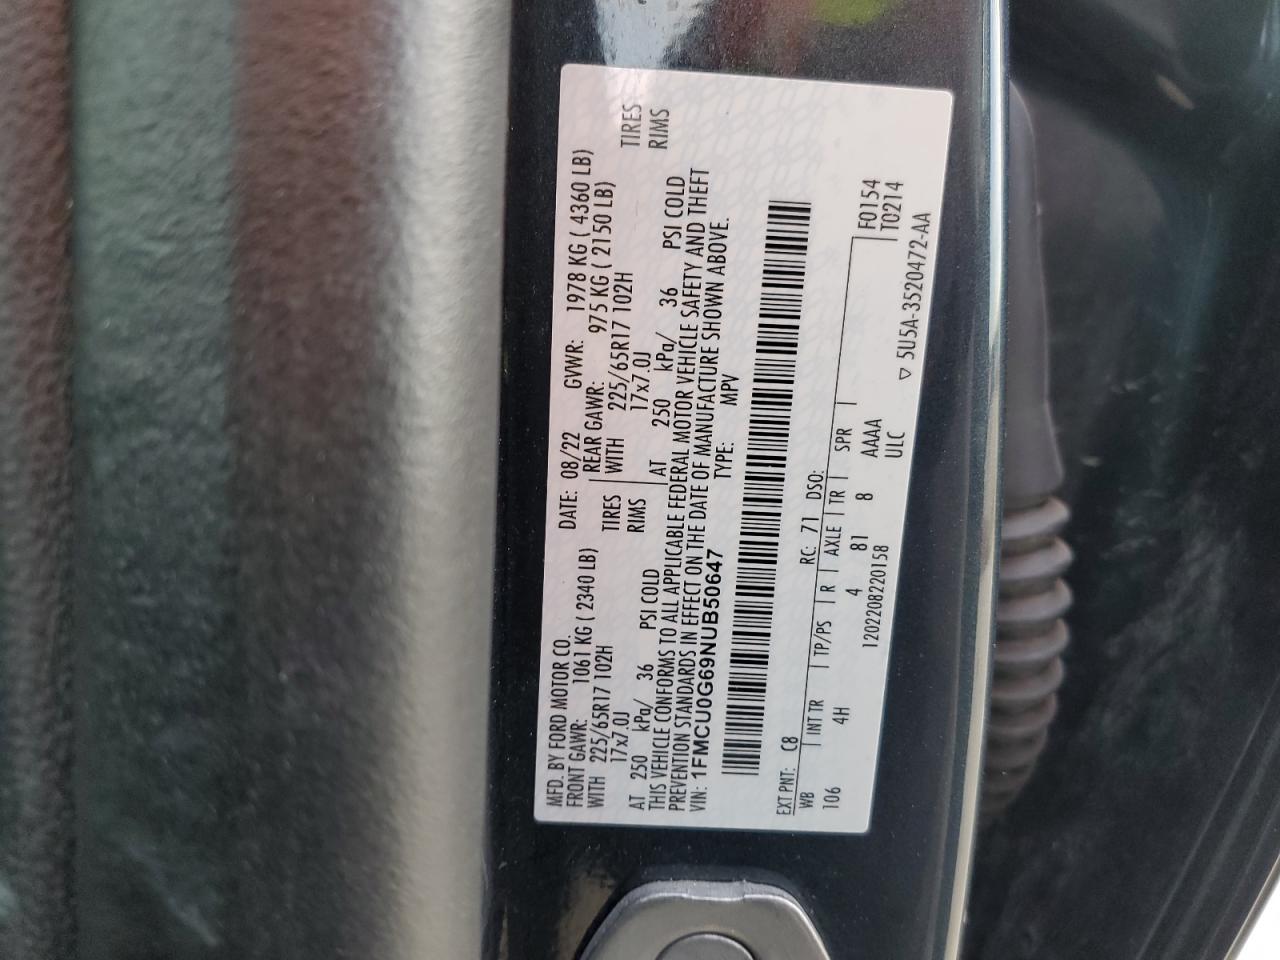 MFD. BY FORD MOTOR CO.
DATE: 08/22 GVWR: 1978 KG ( 4360 LB)
FRONT GAWR: 1061 KG ( 2340 LB)
REAR GAWR: 975 KG ( 2150 LB)
WITH 225/65R17 102H TIRES
WITH 225/65R17 102H TIRES
17x7.0J RIMS
17x7.0J RIMS
AT 250 kPa/ 36 PSI COLD
AT 250 kPa/ 36 PSI COLD
THIS VEHICLE CONFORMS TO ALL APPLICABLE FEDERAL MOTOR VEHICLE SAFETY AND THEFT
PREVENTION STANDARDS IN EFFECT ON THE DATE OF MANUFACTURE SHOWN ABOVE.
VIN: 1FMCU0G69NUB50647 TYPE: MPV
EXT PNT: C8 RC: 71 DSO: F0154
WB INT TR TP/PS R AXLE TR SPR T0214
106 4H 4 81 8 AAAA
1202208220158 ULC
▽ 5U5A-3520472-AA